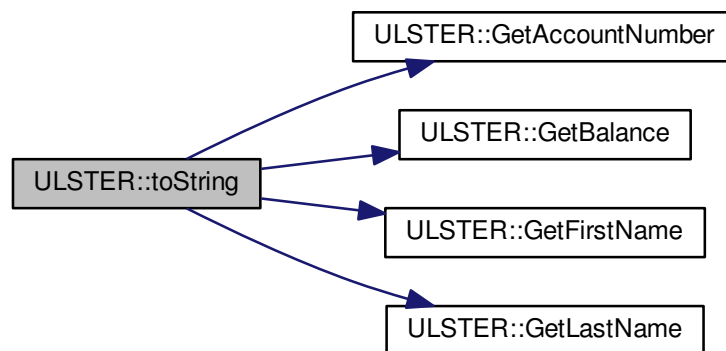 ULSTER::GetAccountNumber
ULSTER::GetBalance
ULSTER::toString
ULSTER::GetFirstName
ULSTER::GetLastName